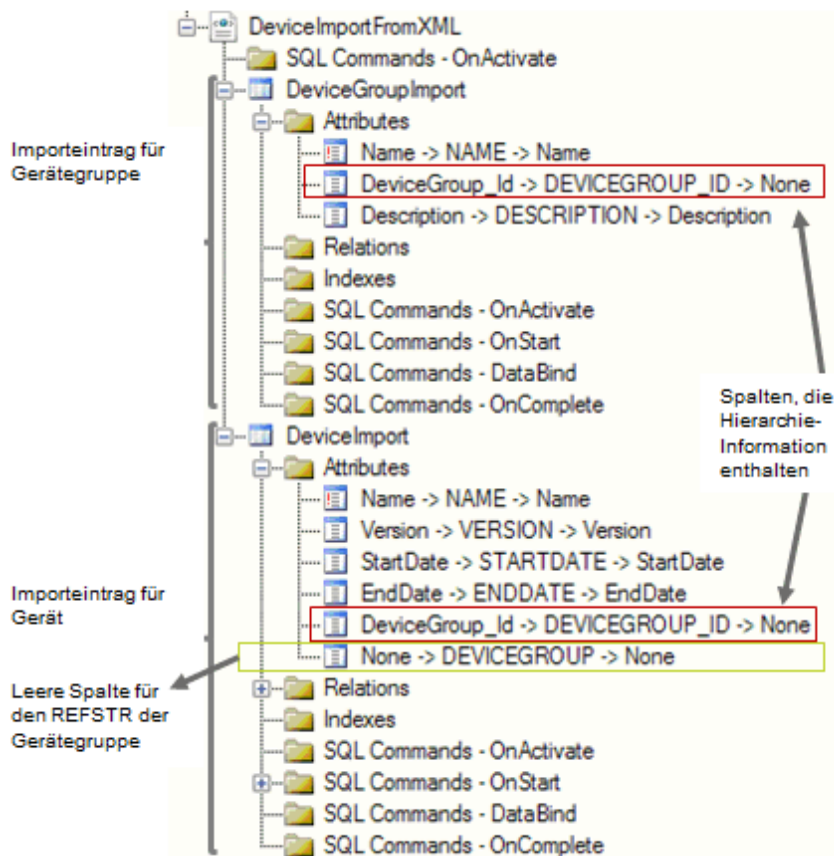 DeviceImportFromXML
SQL Commands - OnActivate
DeviceGroupImport
Attributes
Importeintrag für
Gerätegruppe
Name -> NAME -> Name
DeviceGroup_Id -> DEVICEGROUP_ID -> None
Description -> DESCRIPTION -> Description
Relations
Indexes
SQL Commands - OnActivate
SQL Commands - OnStart
SQL Commands - DataBind
SQL Commands - OnComplete
Spalten, die
Hierarchie-
Information
enthalten
DeviceImport
Attributes
Name -> NAME -> Name
Version -> VERSION -> Version
StartDate -> STARTDATE -> StartDate
EndDate -> ENDDATE -> EndDate
Importeintrag für
Gerät
DeviceGroup_Id -> DEVICEGROUP_ID -> None
None -> DEVICEGROUP -> None
Leere Spalte für
den REFSTR der
Gerätegruppe
Relations
Indexes
SQL Commands - OnActivate
SQL Commands - OnStart
SQL Commands - DataBind
SQL Commands - OnComplete